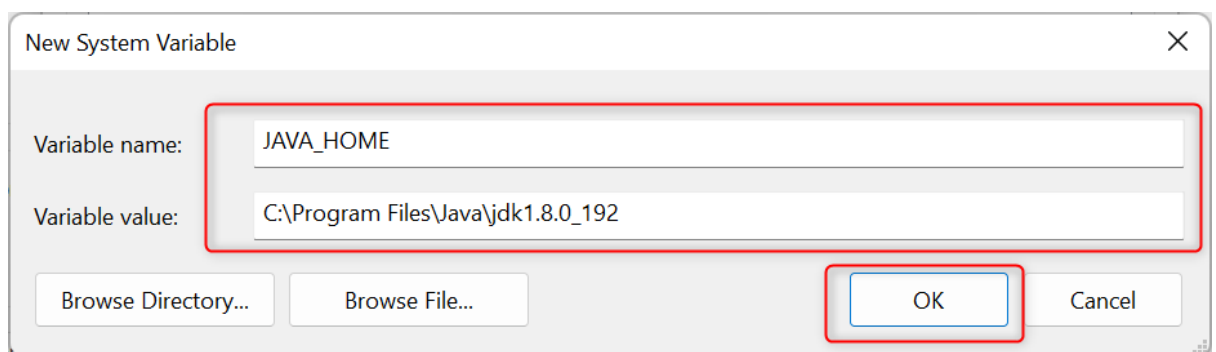 New System Variable
Variable name:
JAVA_HOME
Variable value:
C:\Program Files\Java\jdk1.8.0_192
Browse Directory...
Browse File...
OK
Cancel